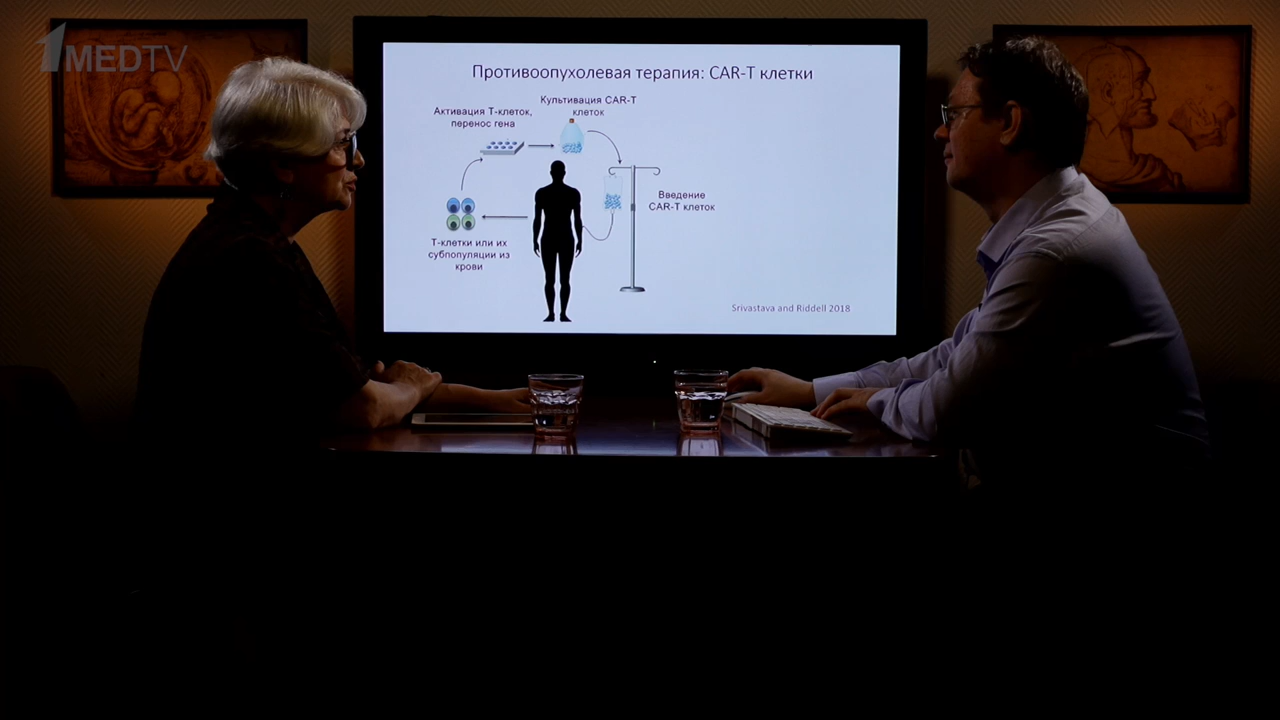 1MEDTV
Противоопухолевая терапия: CAR-T клетки
Культивация CAR-T
клеток
Активация Т-клеток,
перенос гена
Введение
CAR-T клеток
Т-клетки или их
субпопуляции из
крови
Srivastava and Riddell 2018